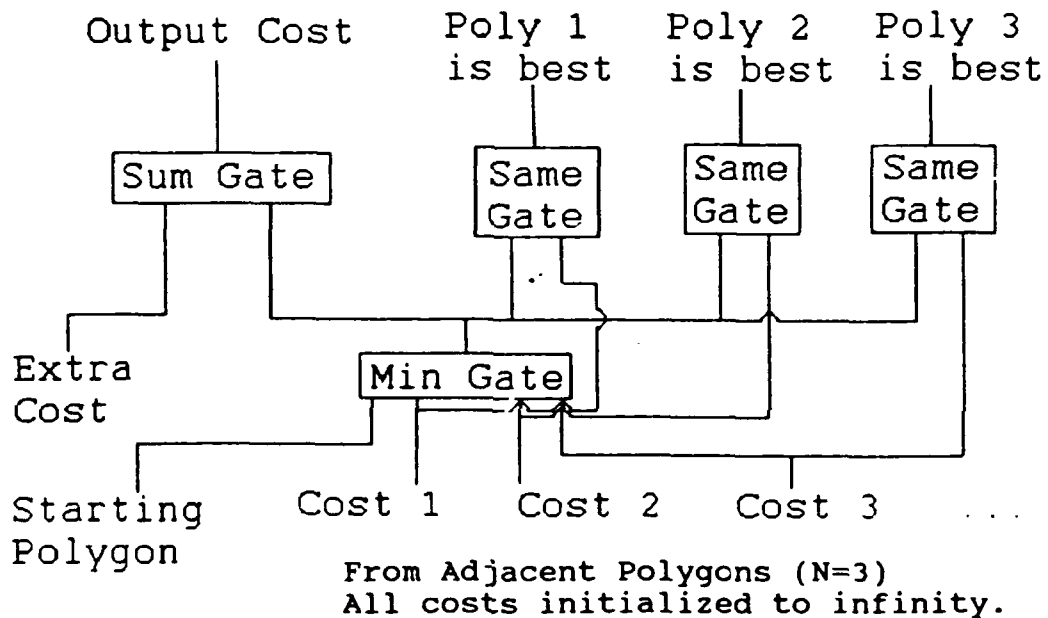 Output Cost
Poly 1
is best
Poly 2
is best
Poly 3
is best
Sum Gate
Same
Gate
Same
Gate
Same
Gate
Extra
Cost
Min Gate
Starting
Polygon
Cost 1
Cost 2
Cost 3
...
From Adjacent Polygons (N=3)
All costs initialized to infinity.